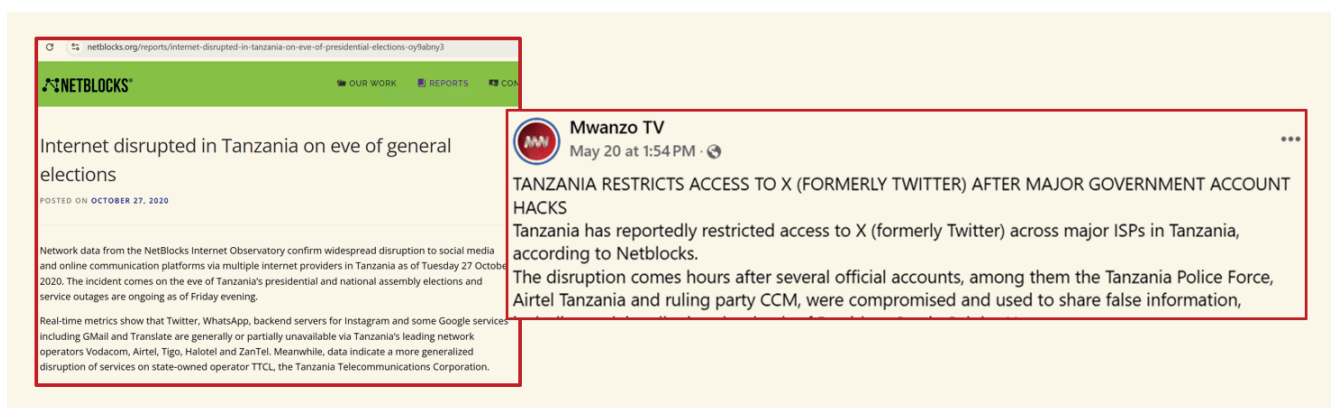 netblocks.org/reports/internet-disrupted-in-tanzania-on-eve-of-presidential-elections-oy9abny3
NETBLOCKS®
OUR WORK REPORTS CON
Internet disrupted in Tanzania on eve of general
elections
POSTED ON OCTOBER 27, 2020
Network data from the NetBlocks Internet Observatory confirm widespread disruption to social media
and online communication platforms via multiple internet providers in Tanzania as of Tuesday 27 Octobe
2020. The incident comes on the eve of Tanzania's presidential and national assembly elections and
service outages are ongoing as of Friday evening.
Real-time metrics show that Twitter, WhatsApp, backend servers for Instagram and some Google services
including GMail and Translate are generally or partially unavailable via Tanzania's leading network
operators Vodacom, Airtel, Tigo, Halotel and ZanTel. Meanwhile, data indicate a more generalized
disruption of services on state-owned operator TTCL, the Tanzania Telecommunications Corporation.
Mwanzo TV
May 20 at 1:54 PM ·
TANZANIA RESTRICTS ACCESS TO X (FORMERLY TWITTER) AFTER MAJOR GOVERNMENT ACCOUNT
HACKS
Tanzania has reportedly restricted access to X (formerly Twitter) across major ISPs in Tanzania,
according to Netblocks.
The disruption comes hours after several official accounts, among them the Tanzania Police Force,
Airtel Tanzania and ruling party CCM, were compromised and used to share false information,